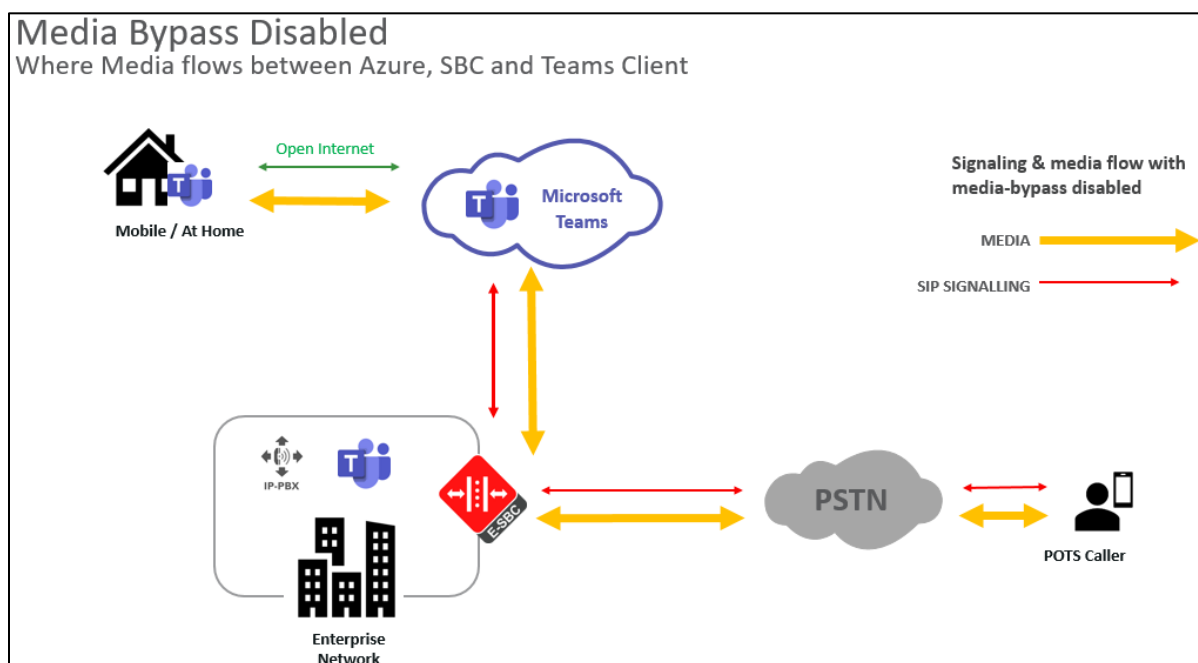 Media Bypass Disabled
Where Media flows between Azure, SBC and Teams Client
Open Internet
T
Mobile / At Home
T
Microsoft
Teams
Signaling & media flow with
media-bypass disabled
MEDIA
SIP SIGNALLING
IP-PBX
T
E-SBC
PSTN
POTS Caller
Enterprise
Network